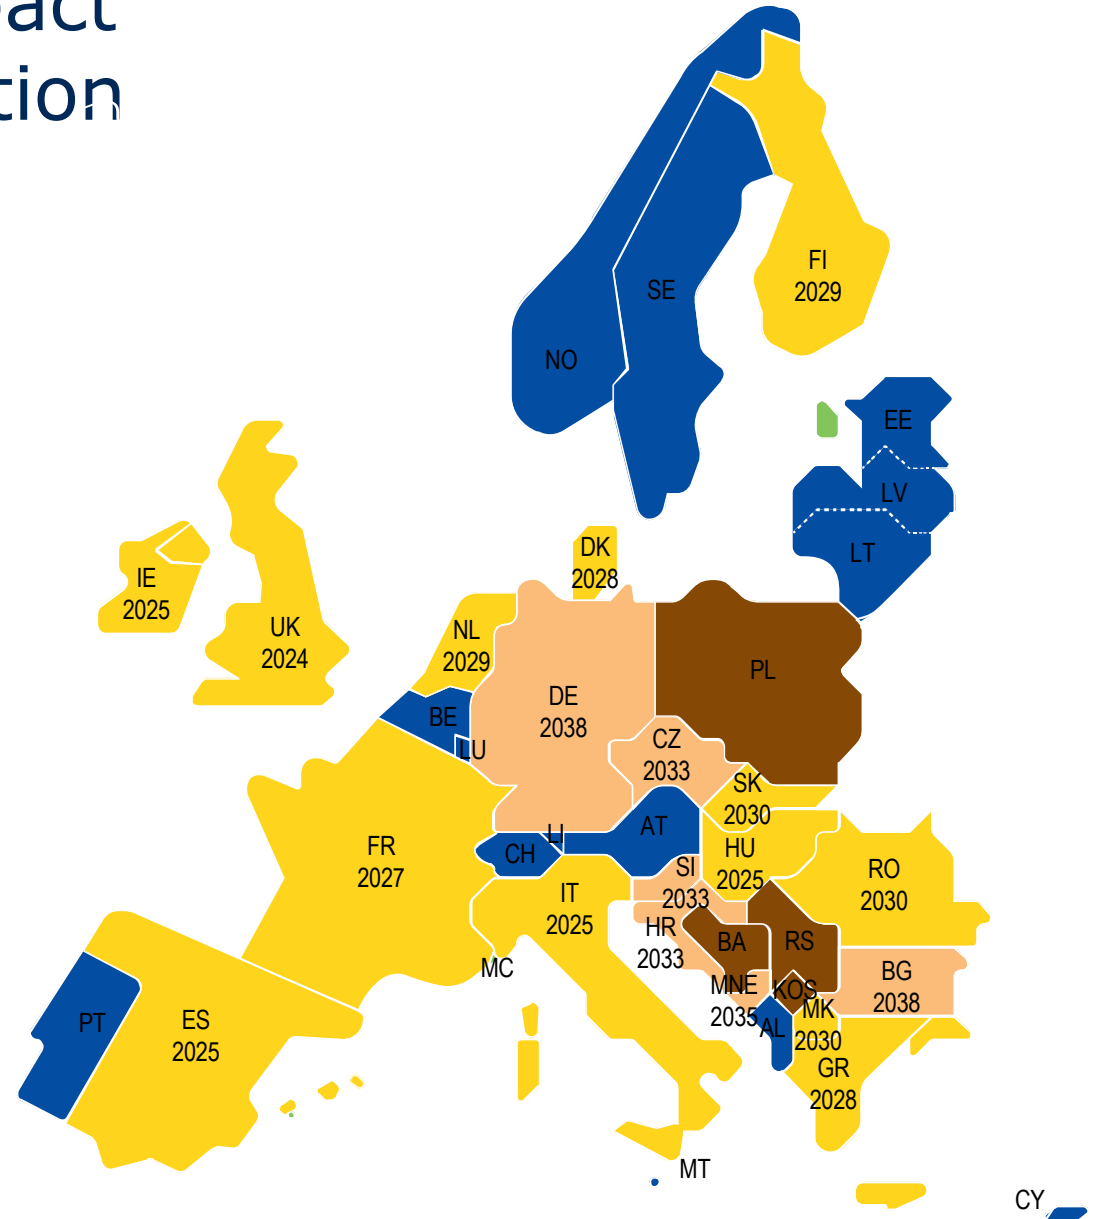 pact
tion
FI
2029
SE
NO
EE
LV
LT
DK
2028
IE
2025
UK
2024
NL
2029
PL
DE
2038
BE
LU
CZ
2033
SK
2030
AT
LI
CH
FR
2027
HU
2025
RO
2030
SI
2033
IT
2025
HR
2033
BA
RS
MC
BG
2038
MNE
2035
KOS
MK
2030
AL
PT
ES
2025
GR
2028
MT
CY